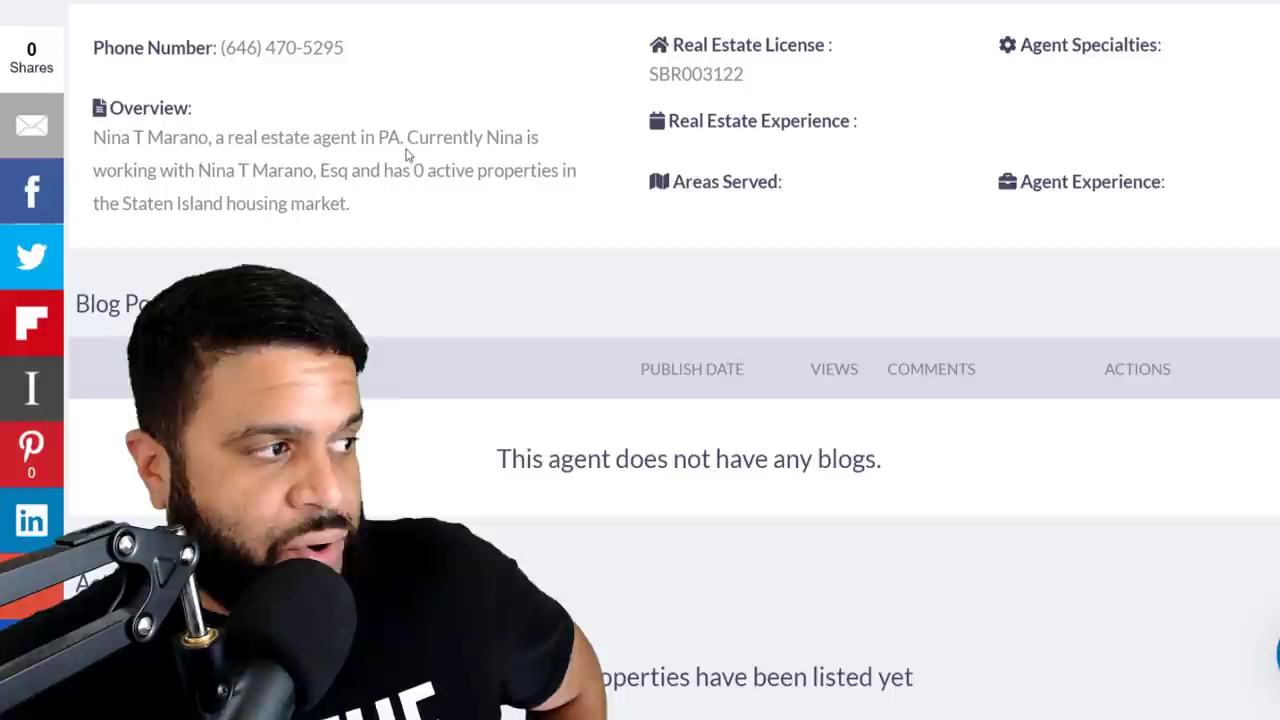 0
Shares
Phone Number: (646) 470-5295
Overview:
Nina T Marano, a real estate agent in PA. Currently Nina is
working with Nina T Marano, Esq and has 0 active properties in
the Staten Island housing market.
Real Estate License :
SBR003122
Real Estate Experience :
Areas Served:
Agent Specialties:
Agent Experience:
Blog
PUBLISH DATE VIEWS COMMENTS ACTIONS
This agent does not have any blogs.
have been listed yet
0
in
THE